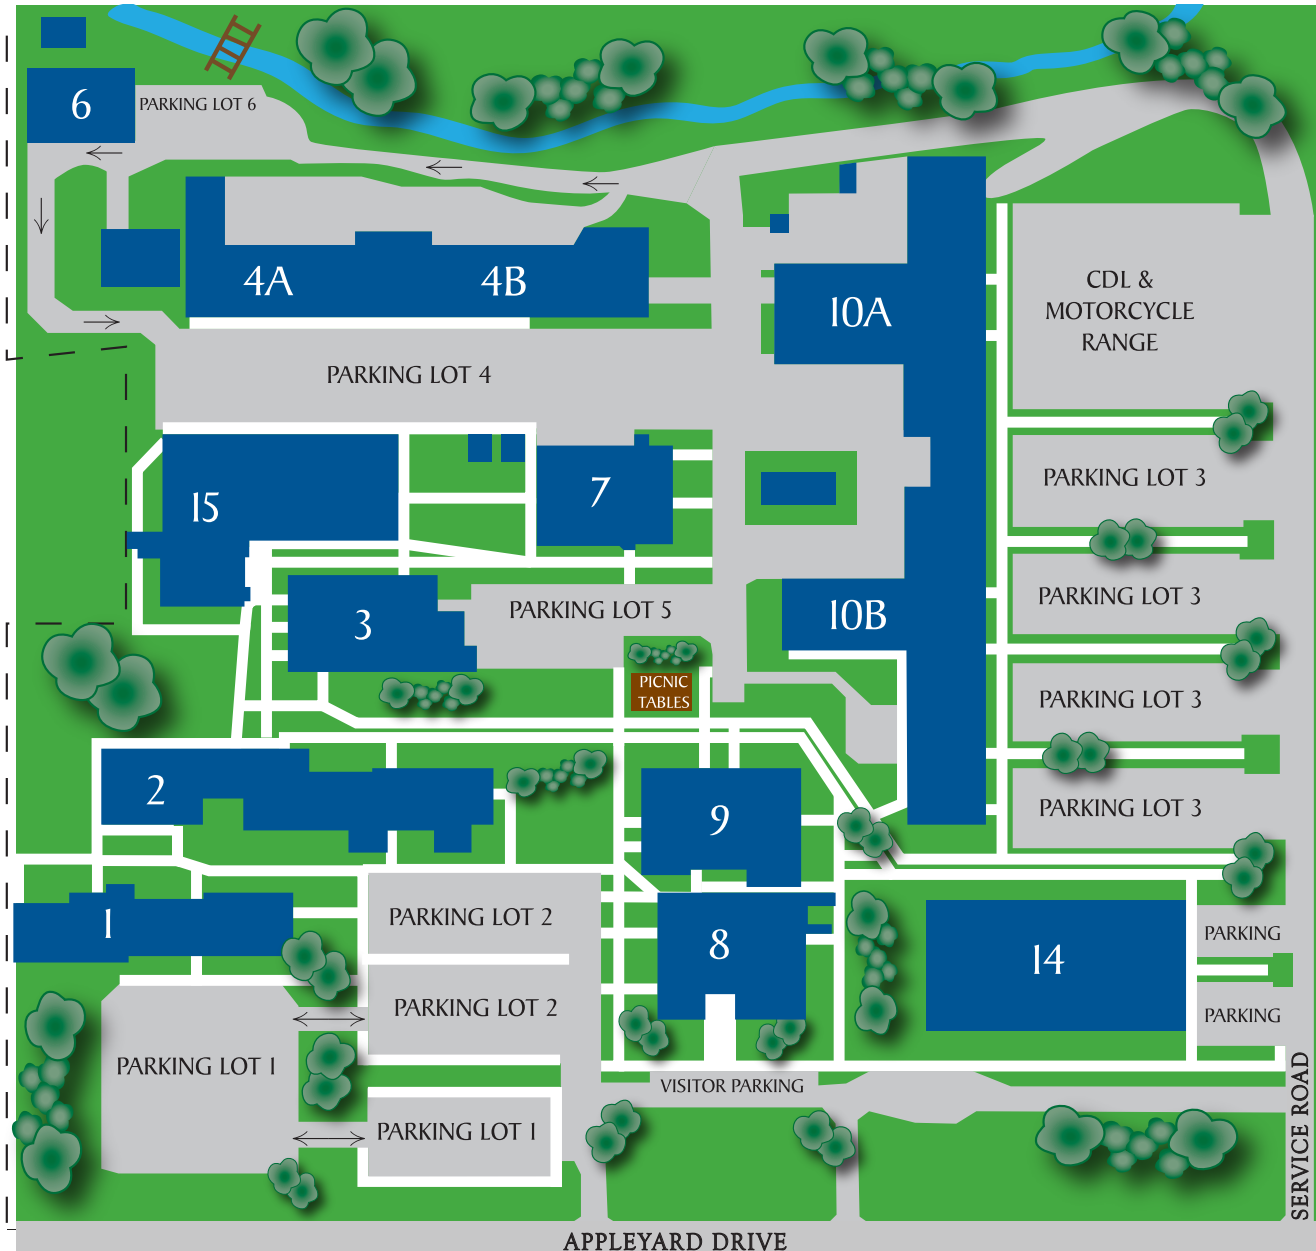 6
PARKING LOT 6
4A
4B
10A
CDL &
MOTORCYCLE
RANGE
PARKING LOT 4
15
7
PARKING LOT 3
3
PARKING LOT 5
10B
PARKING LOT 3
PICNIC
TABLES
PARKING LOT 3
2
9
PARKING LOT 3
1
PARKING LOT 2
8
14
PARKING
PARKING LOT 2
PARKING
PARKING LOT 1
VISITOR PARKING
PARKING LOT 1
SERVICE ROAD
APPLEYARD DRIVE